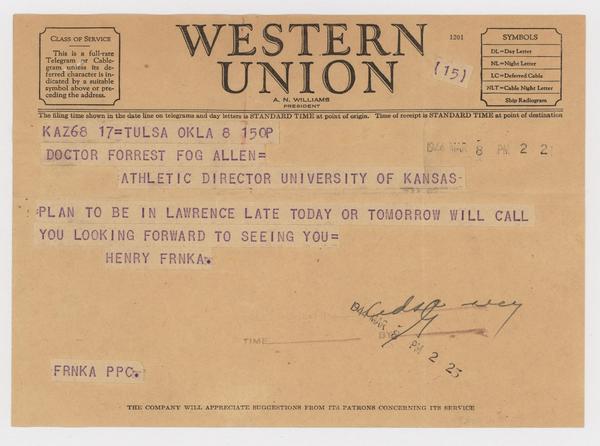 CLASS OF SERVICE
This is a full-rate
Telegram or Cable-
gram unless its de-
ferred character is in-
dicated by a suitable
symbol above or pre-
ceding the address.
WESTERN
UNION
A. N. WILLIAMS
PRESIDENT
1201
(15)
SYMBOLS
DL=Day Letter
NL=Night Letter
LC=Deferred Cable
NLT=Cable Night Letter
Ship Radiogram
The filing time shown in the date line on telegrams and day letters is STANDARD TIME at point of origin. Time of receipt is STANDARD TIME at point of destination
KAZ68 17=TULSA OKLA 8 150P
1944 MAR 8 PM 2 2
DOCTOR FORREST FOG ALLEN=
ATHLETIC DIRECTOR UNIVERSITY OF KANSAS-
PLAN TO BE IN LAWRENCE LATE TODAY OR TOMORROW WILL CALL
YOU LOOKING FORWARD TO SEEING YOU=
HENRY FRNKA.
1944 MAR 8 PM 2 23
TIME BY
FRNKA PPC.
THE COMPANY WILL APPRECIATE SUGGESTIONS FROM ITS PATRONS CONCERNING ITS SERVICE